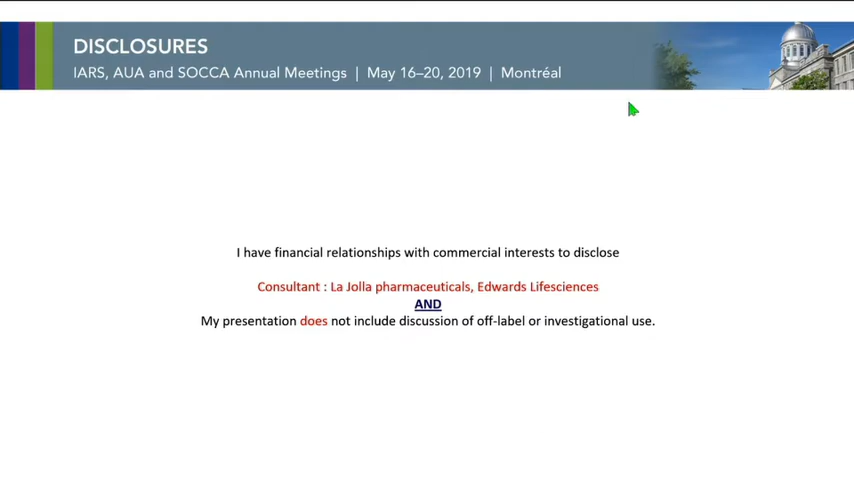 DISCLOSURES
IARS, AUA and SOCCA Annual Meetings | May 16–20, 2019 | Montréal
I have financial relationships with commercial interests to disclose
Consultant : La Jolla pharmaceuticals, Edwards Lifesciences
AND
My presentation does not include discussion of off-label or investigational use.